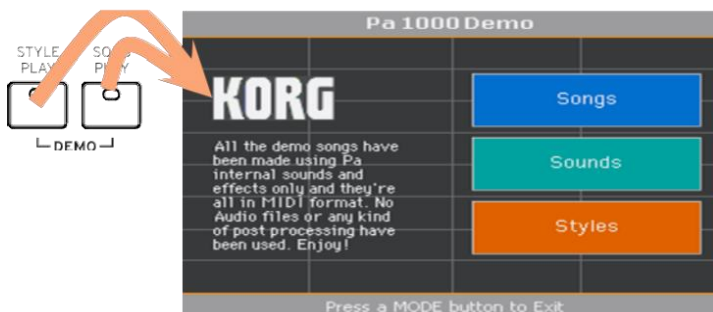 Pa 1000 Demo
STYLE PLAY
SONG PLAY
DEMO
KORG
All the demo songs have
been made using Pa
internal sounds and
effects only and they're
all in MIDI format. No
Audio files or any kind
of post processing have
been used. Enjoy!
Songs
Sounds
Styles
Press a MODE button to Exit